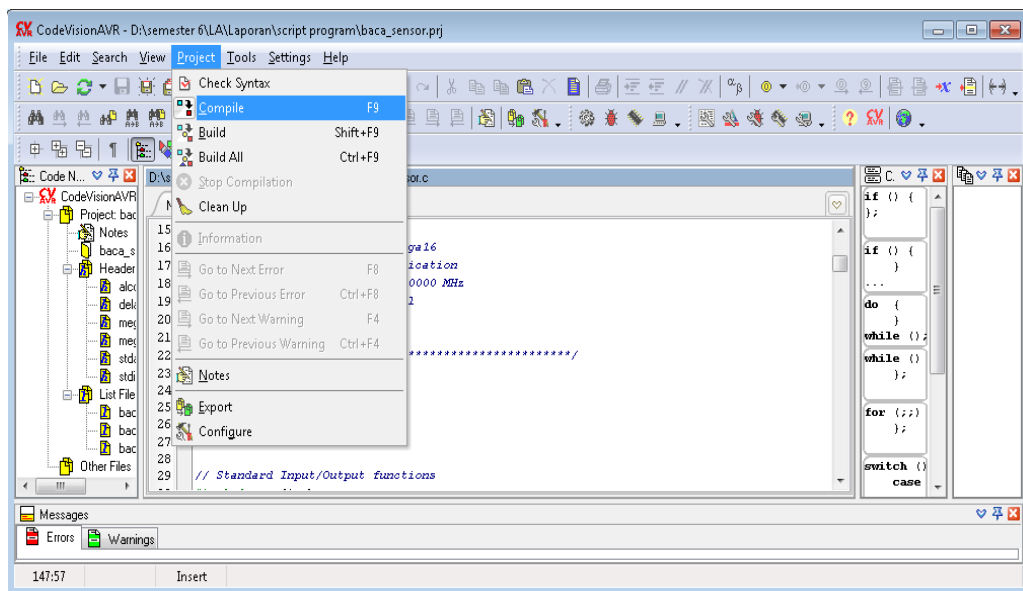 CodeVisionAVR - D:\semester 6\LA\Laporan\script program\baca_sensor.prj
File Edit Search View Project Tools Settings Help
Check Syntax
Compile F9
Build Shift+F9
Build All Ctrl+F9
Stop Compilation
Clean Up
Information
Go to Next Error F8
Go to Previous Error Ctrl+F8
Go to Next Warning F4
Go to Previous Warning Ctrl+F4
Notes
Export
Configure
Code N...
CodeVisionAVR
Project: bac
Notes
baca_s
Header
alco
dela
meg
meg
stda
stdi
List File
bac
bac
bac
Other Files
D:\s
sor.c
15
16 ga16
17 ication
18 0000 MHz
19
20
21
22 ***********************/
23
24
25
26
27
28
29 // Standard Input/Output functions
C.
if () {
};
if () {
}
...
do {
}
while ();
while ()
};
for (;;)
};
switch ()
case
Messages
Errors Warnings
147:57 Insert